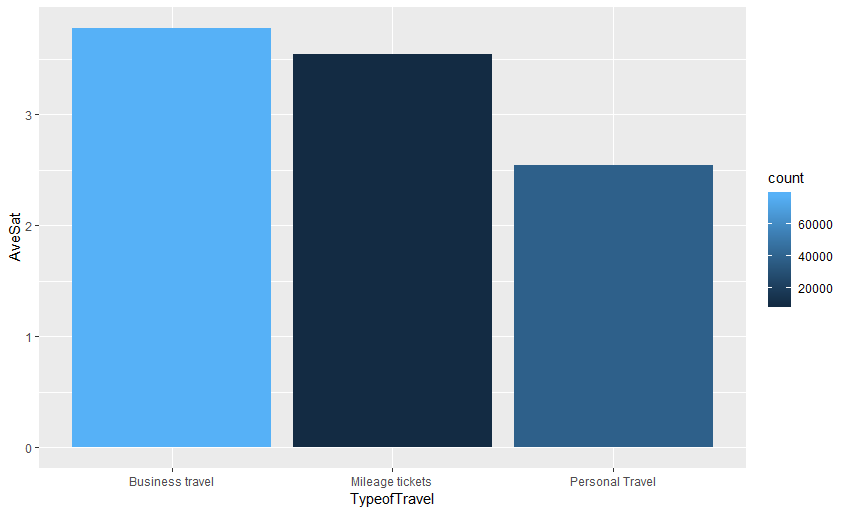 AveSat
3
2
1
0
Business travel
Mileage tickets
Personal Travel
TypeofTravel
count
60000
40000
20000